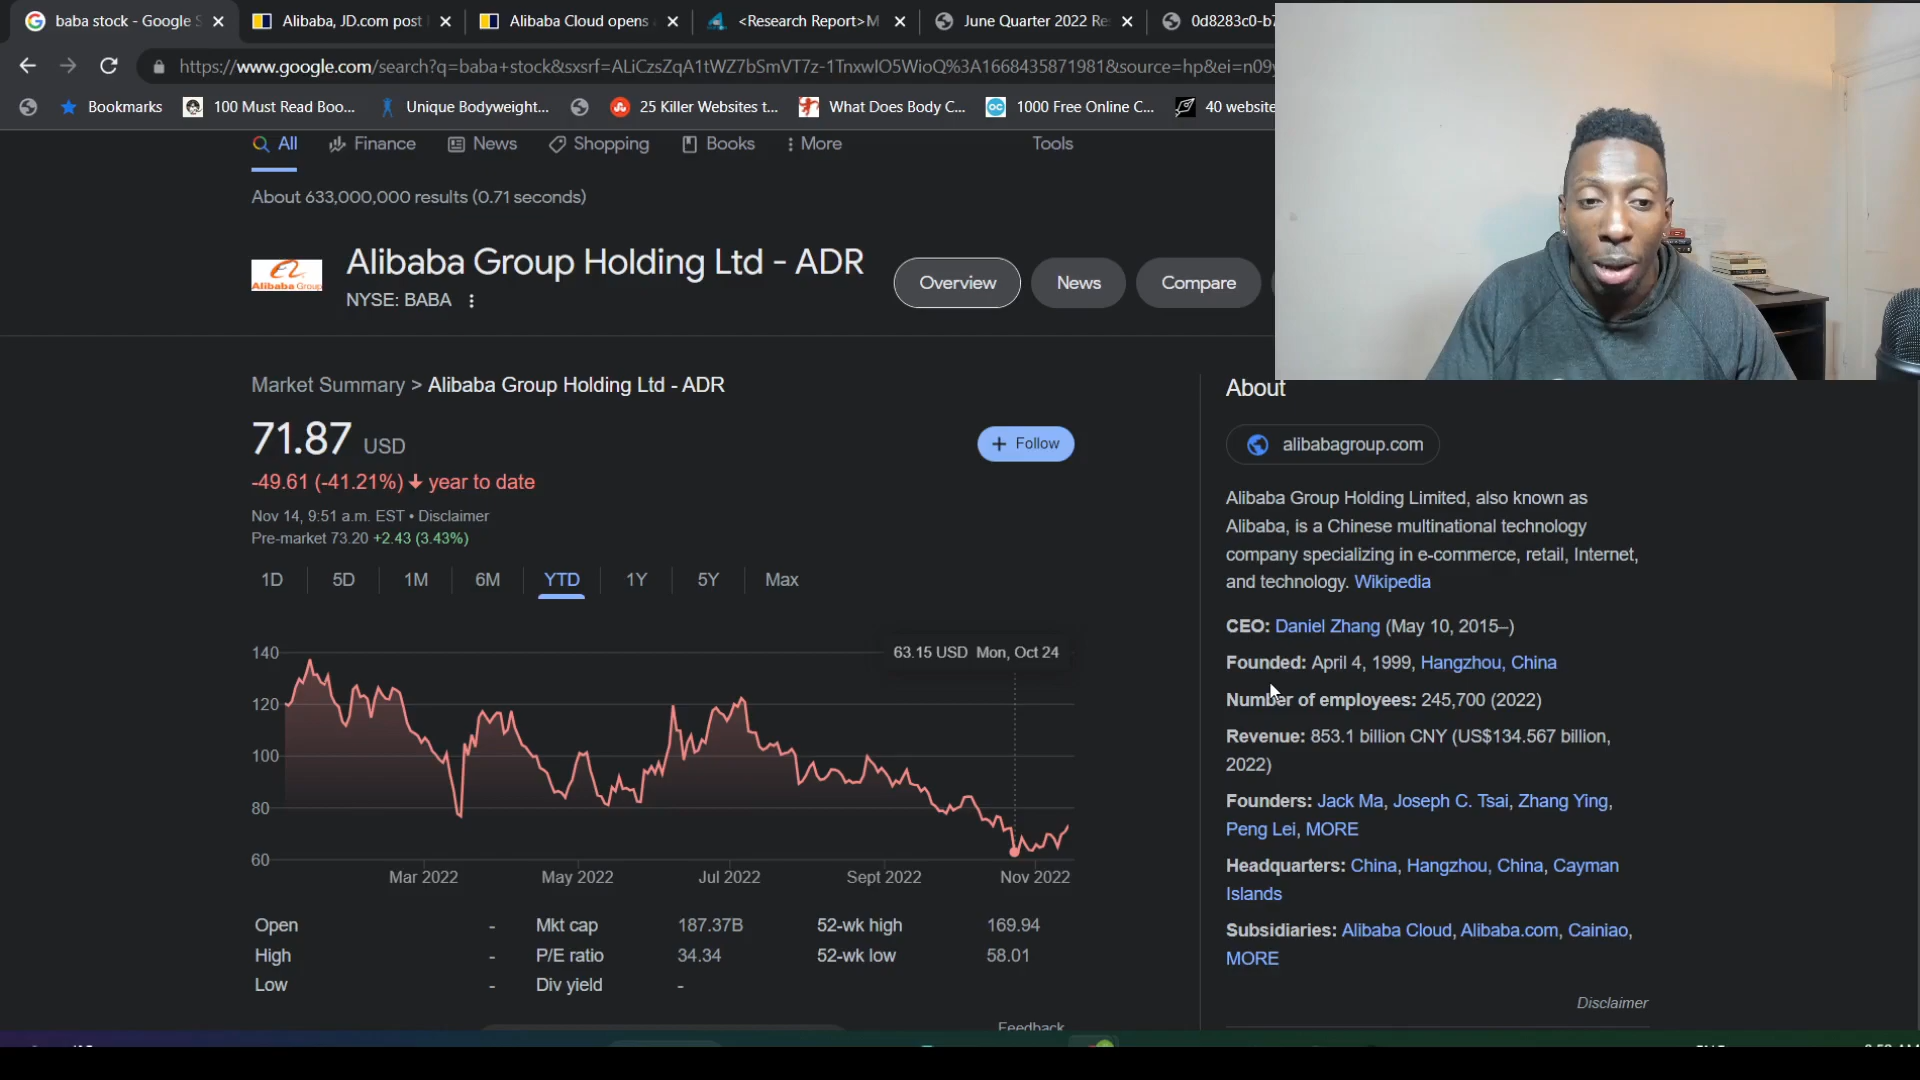 baba stock - Google S
Alibaba, JD.com post
Alibaba Cloud opens
<Research Report>M
June Quarter 2022 Re
0d8283c0-b7
https://www.google.com/search?q=baba+stock&sxsrf=ALiCzsZqA1tWZ7bSmVT7z-1TnxwIO5WioQ%3A1668435871981&source=hp&ei=n09y
Bookmarks
100 Must Read Boo...
Unique Bodyweight...
25 Killer Websites t...
What Does Body C...
1000 Free Online C...
40 website
All
Finance
News
Shopping
Books
More
Tools
About 633,000,000 results (0.71 seconds)
Alibaba Group
Alibaba Group Holding Ltd - ADR
NYSE: BABA
Overview
News
Compare
Market Summary > Alibaba Group Holding Ltd - ADR
71.87 USD
Follow
-49.61 (-41.21%) year to date
Nov 14, 9:51 a.m. EST • Disclaimer
Pre-market 73.20 +2.43 (3.43%)
1D
5D
1M
6M
YTD
1Y
5Y
Max
63.15 USD Mon, Oct 24
140
120
100
80
60
Mar 2022
May 2022
Jul 2022
Sept 2022
Nov 2022
Open -
Mkt cap 187.37B
52-wk high 169.94
High -
P/E ratio 34.34
52-wk low 58.01
Low -
Div yield -
Feedback
About
alibabagroup.com
Alibaba Group Holding Limited, also known as
Alibaba, is a Chinese multinational technology
company specializing in e-commerce, retail, Internet,
and technology. Wikipedia
CEO: Daniel Zhang (May 10, 2015–)
Founded: April 4, 1999, Hangzhou, China
Number of employees: 245,700 (2022)
Revenue: 853.1 billion CNY (US$134.567 billion,
2022)
Founders: Jack Ma, Joseph C. Tsai, Zhang Ying,
Peng Lei, MORE
Headquarters: China, Hangzhou, China, Cayman
Islands
Subsidiaries: Alibaba Cloud, Alibaba.com, Cainiao,
MORE
Disclaimer